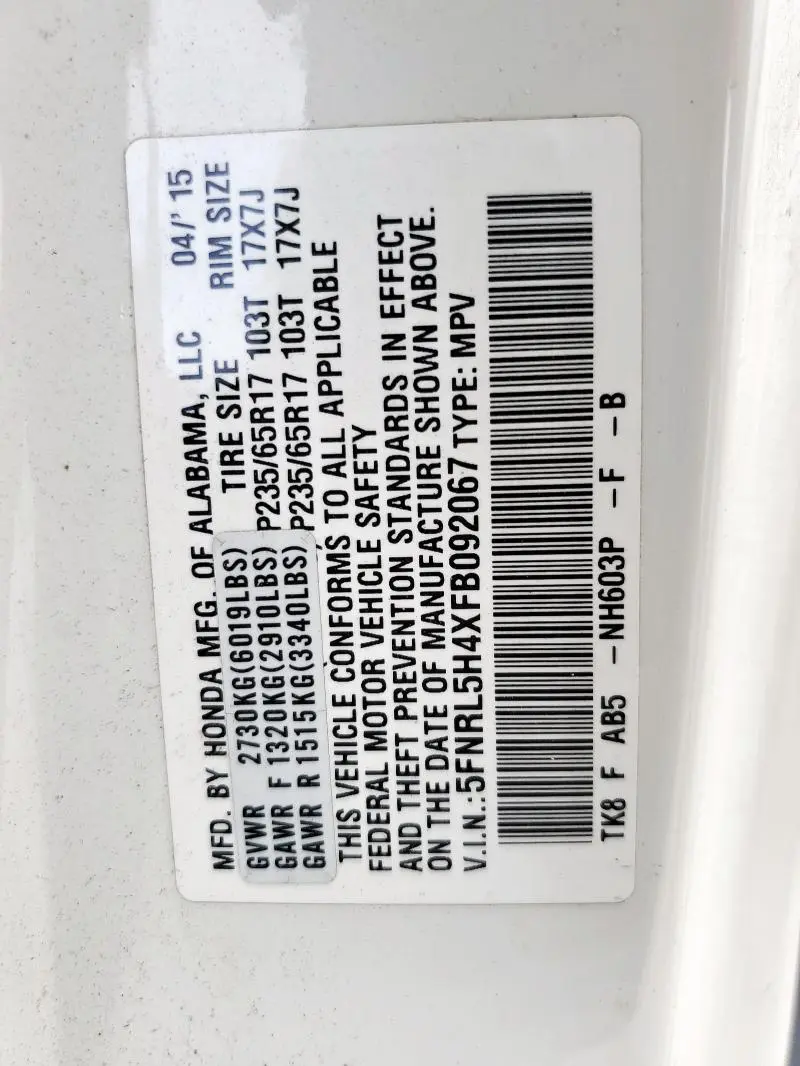 MFD. BY HONDA MFG. OF ALABAMA, LLC 04/' 15
GVWR 2730KG(6019LBS) TIRE SIZE RIM SIZE
GAWR F 1320KG(2910LBS) P235/65R17 103T 17X7J
GAWR R 1515KG(3340LBS) P235/65R17 103T 17X7J
THIS VEHICLE CONFORMS TO ALL APPLICABLE
FEDERAL MOTOR VEHICLE SAFETY
AND THEFT PREVENTION STANDARDS IN EFFECT
ON THE DATE OF MANUFACTURE SHOWN ABOVE.
V.I.N.:5FNRL5H4XFB092067 TYPE: MPV
TK8 F AB5 -NH603P -F -B